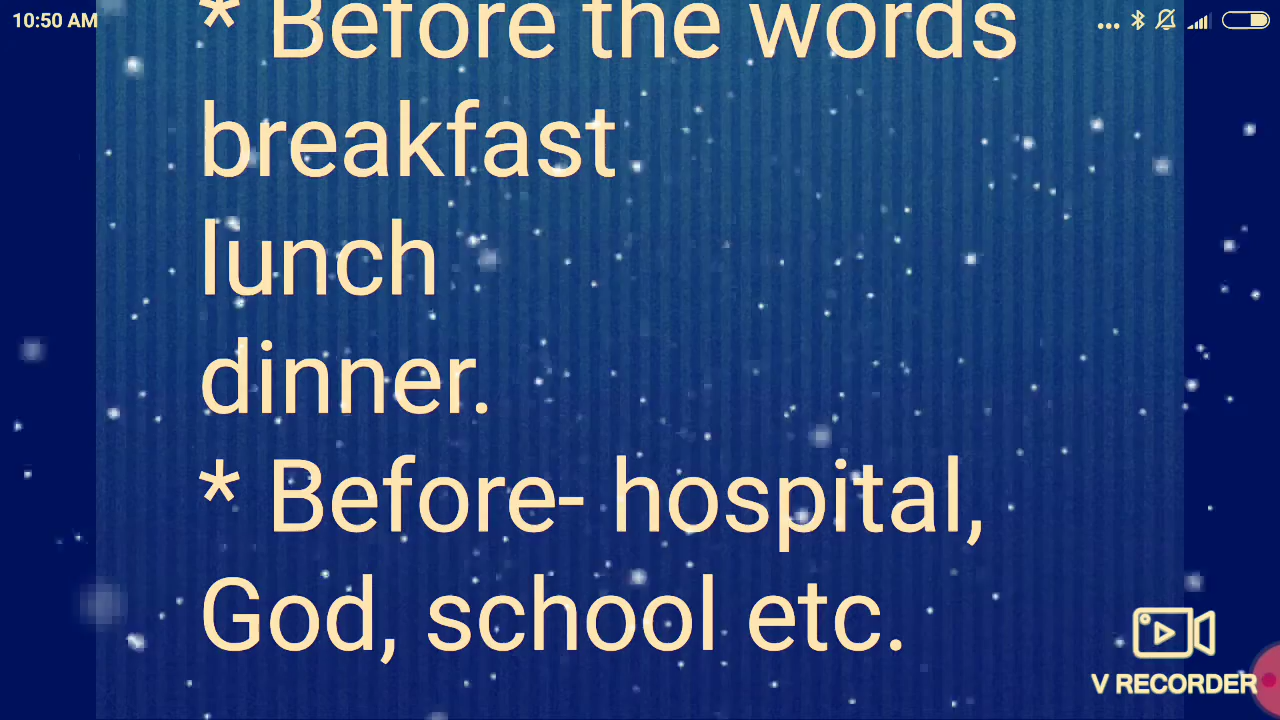 10:50 AM
* Before the words
breakfast
lunch
dinner.
* Before- hospital,
God, school etc.
V RECORDER